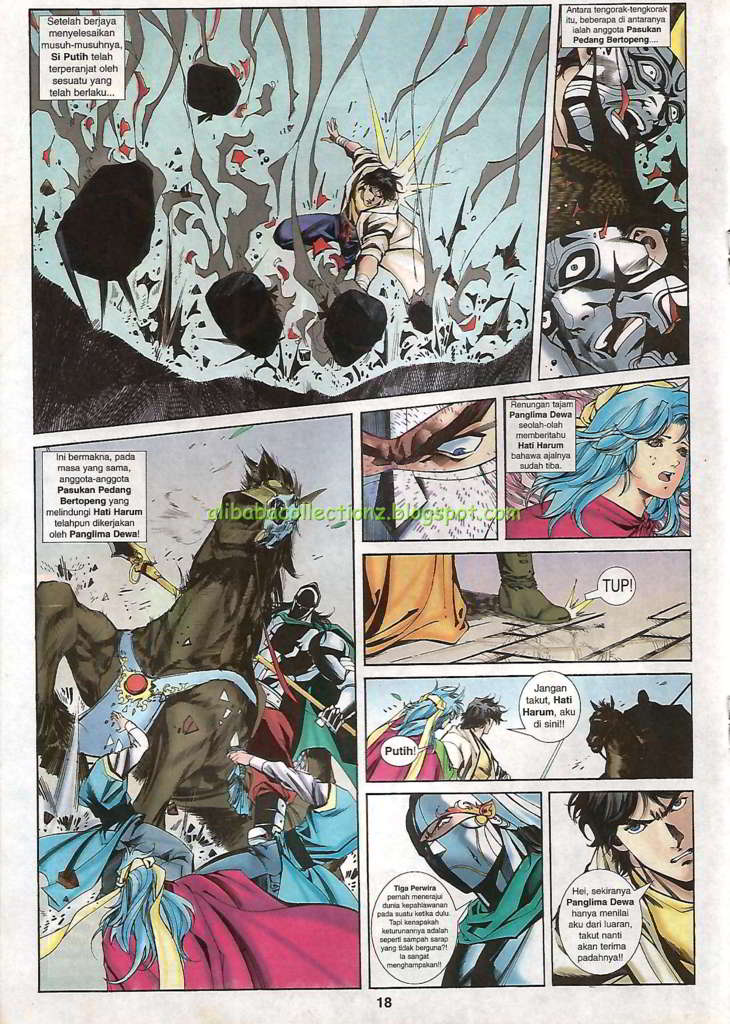 Setelah berjaya
menyelesaikan
musuh-musuhnya,
Si Putih telah
terperanjat oleh
sesuatu yang
telah berlaku...
Antara tengorak-tengkorak
itu, beberapa di antaranya
ialah anggota Pasukan
Pedang Bertopeng....
Ini bermakna, pada
masa yang sama,
anggota-anggota
Pasukan Pedang
Bertopeng yang
melindungi Hati Harum
telahpun dikerjakan
oleh Panglima Dewa!
Renungan tajam
Panglima Dewa
seolah-olah
memberitahu
Hati Harum
bahawa ajalnya
sudah tiba.
alibabacollectionz.blogspot.com
TUP!
Putih!
Jangan
takut, Hati
Harum, aku
di sini!!
Tiga Perwira
pernah menerajui
dunia kepahlawanan
pada suatu ketika dulu.
Tapi kenapakah
keturunannya adalah
seperti sampah sarap
yang tidak berguna?!
Ia sangat
menghampakan!!
Hei, sekiranya
Panglima Dewa
hanya menilai
aku dari luaran,
takut nanti
akan terima
padahnya!!
18